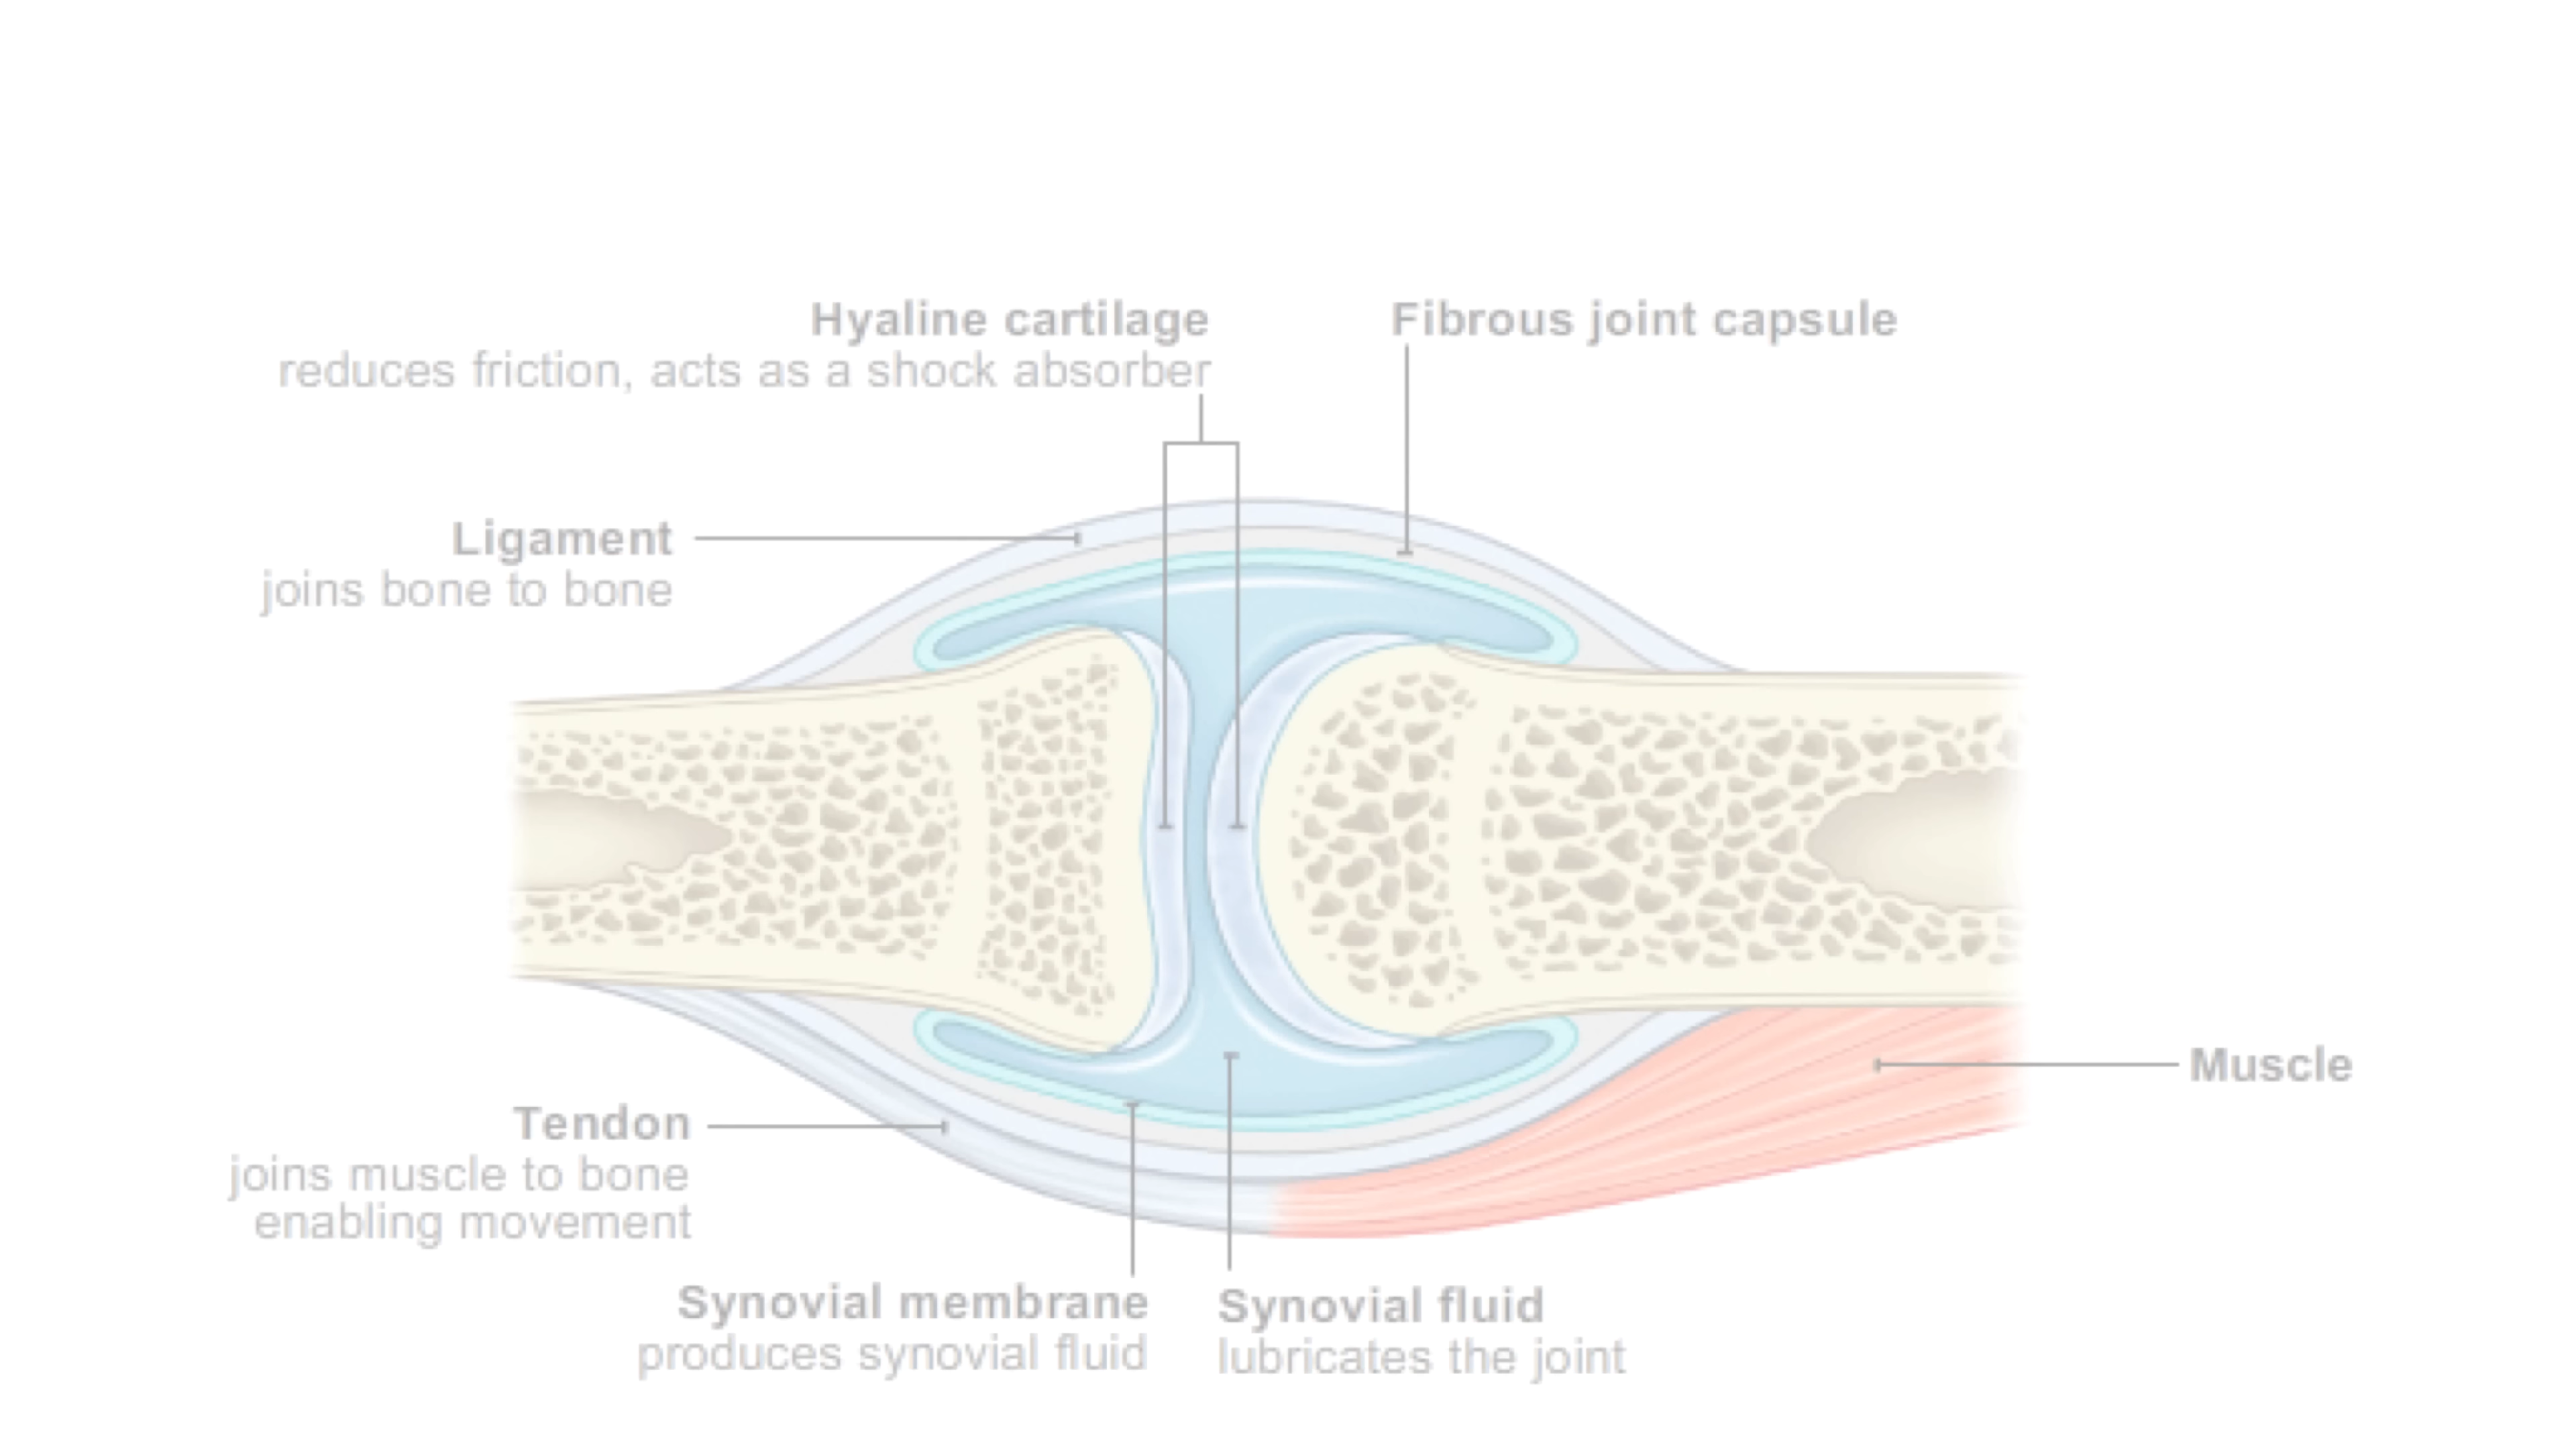 Hyaline cartilage
reduces friction, acts as a shock absorber
Fibrous joint capsule
Ligament
joins bone to bone
Muscle
Tendon
joins muscle to bone
enabling movement
Synovial membrane
produces synovial fluid
Synovial fluid
lubricates the joint